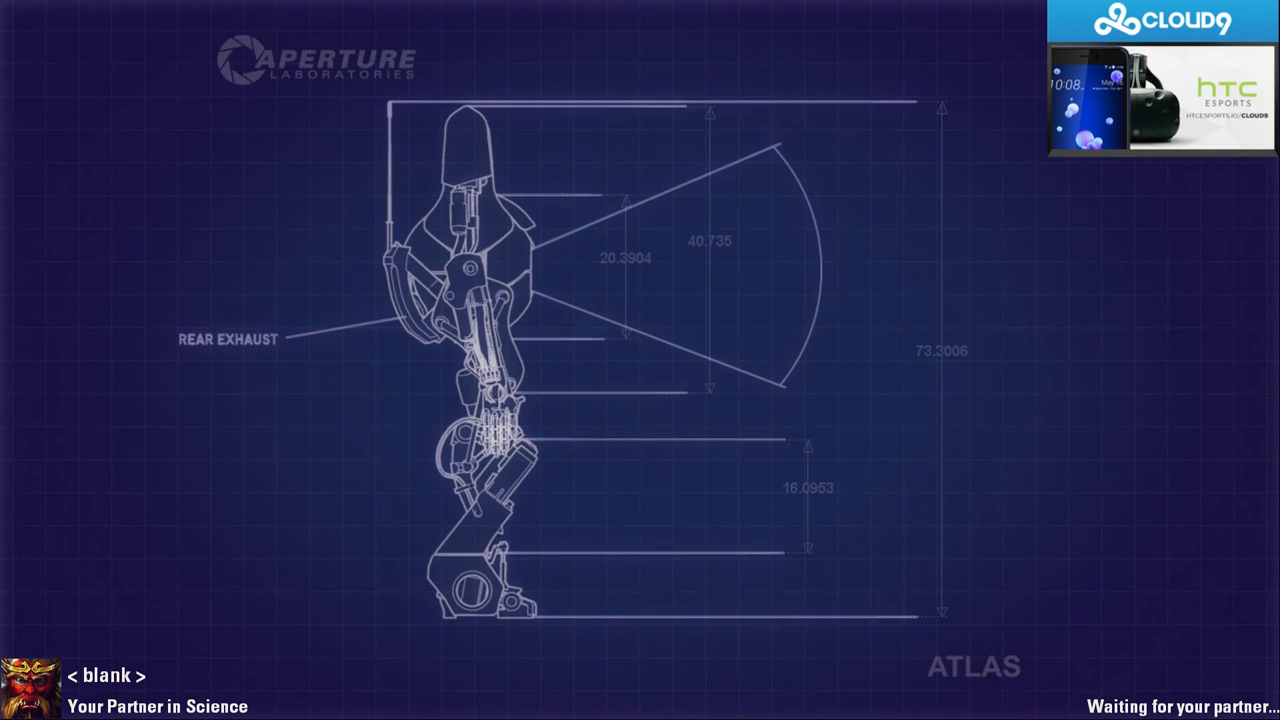 CLOUD9
APERTURE
LABORATORIES
10:08
htc
ESPORTS
HTCESPORTS.IO/CLOUD9
40.735
20.3904
REAR EXHAUST
73.3006
16.0953
ATLAS
< blank >
Your Partner in Science
Waiting for your partner...